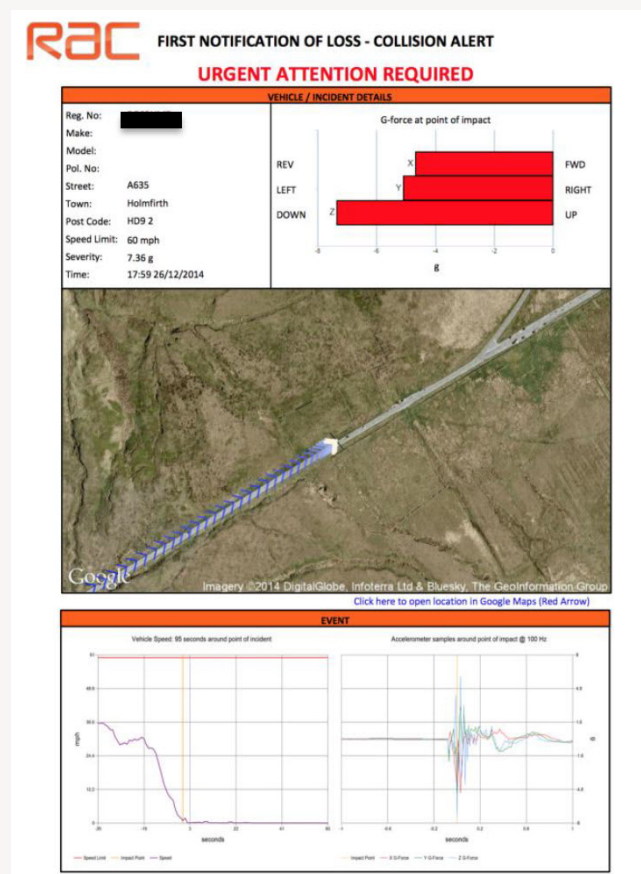 RAC
FIRST NOTIFICATION OF LOSS - COLLISION ALERT
URGENT ATTENTION REQUIRED
VEHICLE / INCIDENT DETAILS
Reg. No:
Make:
Model:
Pol. No:
Street: A635
Town: Holmfirth
Post Code: HD9 2
Speed Limit: 60 mph
Severity: 7.36 g
Time: 17:59 26/12/2014
G-force at point of impact
REV X FWD
LEFT Y RIGHT
DOWN Z UP
-8 -6 -4 -2 0
g
Google
Imagery ©2014 DigitalGlobe, Infoterra Ltd & Bluesky, The GeoInformation Group
Click here to open location in Google Maps (Red Arrow)
EVENT
Vehicle Speed 95 seconds around point of incident
mph
seconds
Speed Limit Impact Point Speed
Accelerometer samples around point of impact @ 100 Hz
g
seconds
Impact Point X G-Force Y G-Force Z G-Force